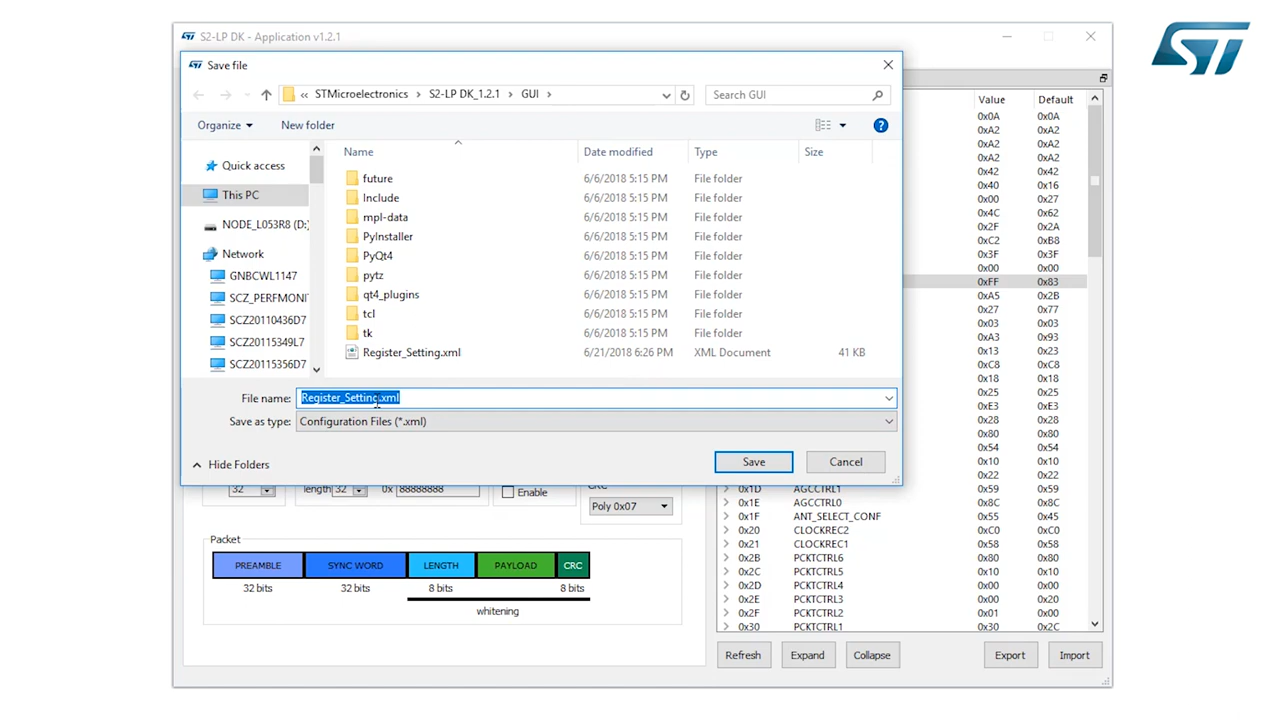 S2-LP DK - Application v1.2.1
ST
Save file
« STMicroelectronics › S2-LP DK_1.2.1 › GUI ›
Search GUI
Organize
New folder
Quick access
This PC
NODE_L053R8 (D:)
Network
GNBCWL1147
SCZ_PERFMONI
SCZ20110436D7
SCZ20115349L7
SCZ20115356D7
Name Date modified Type Size
future 6/6/2018 5:15 PM File folder
Include 6/6/2018 5:15 PM File folder
mpl-data 6/6/2018 5:15 PM File folder
PyInstaller 6/6/2018 5:15 PM File folder
PyQt4 6/6/2018 5:15 PM File folder
pytz 6/6/2018 5:15 PM File folder
qt4_plugins 6/6/2018 5:15 PM File folder
tcl 6/6/2018 5:15 PM File folder
tk 6/6/2018 5:15 PM File folder
Register_Setting.xml 6/21/2018 6:26 PM XML Document 41 KB
File name: Register_Setting.xml
Save as type: Configuration Files (*.xml)
Hide Folders
Save
Cancel
Value Default
0x0A 0x0A
0xA2 0xA2
0xA2 0xA2
0xA2 0xA2
0x42 0x42
0x40 0x16
0x00 0x27
0x4C 0x62
0x2F 0x2A
0xC2 0xB8
0x3F 0x3F
0x00 0x00
0xFF 0x83
0xA5 0x2B
0x27 0x77
0x03 0x03
0xA3 0x93
0x13 0x23
0xC8 0xC8
0x18 0x18
0x25 0x25
0xE3 0xE3
0x28 0x28
0x80 0x80
0x54 0x54
0x10 0x10
0x22 0x22
0x1D AGCCTRL1 0x59 0x59
0x1E AGCCTRL0 0x8C 0x8C
0x1F ANT_SELECT_CONF 0x55 0x45
0x20 CLOCKREC2 0xC0 0xC0
0x21 CLOCKREC1 0x58 0x58
0x2B PCKTCTRL6 0x80 0x80
0x2C PCKTCTRL5 0x10 0x10
0x2D PCKTCTRL4 0x00 0x00
0x2E PCKTCTRL3 0x00 0x20
0x2F PCKTCTRL2 0x01 0x00
0x30 PCKTCTRL1 0x30 0x2C
32
length 32 0x 88888888
Enable
CRC
Poly 0x07
Packet
PREAMBLE SYNC WORD LENGTH PAYLOAD CRC
32 bits 32 bits 8 bits 8 bits
whitening
Refresh Expand Collapse Export Import